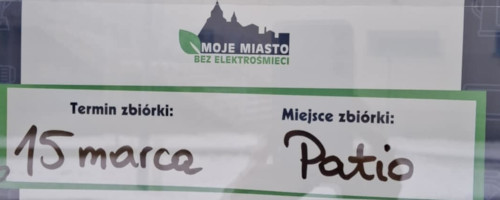 MOJE MIASTO
BEZ ELEKTROŚMIECI
Termin zbiórki:
Miejsce zbiórki:
15 marca
Patio